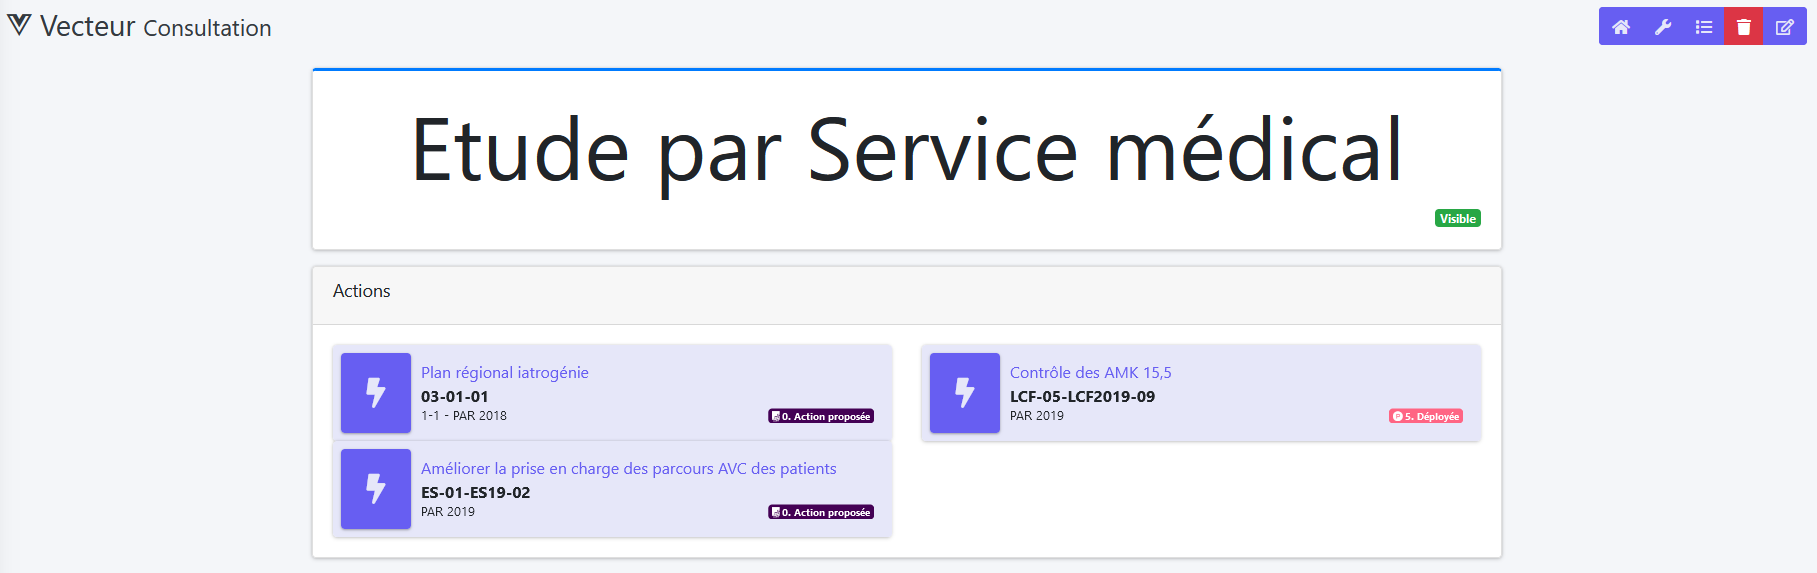 Vecteur Consultation
Etude par Service médical
Visible
Actions
Plan régional iatrogénie
03-01-01
1-1 - PAR 2018
0. Action proposée
Contrôle des AMK 15,5
LCF-05-LCF2019-09
PAR 2019
5. Déployée
Améliorer la prise en charge des parcours AVC des patients
ES-01-ES19-02
PAR 2019
0. Action proposée